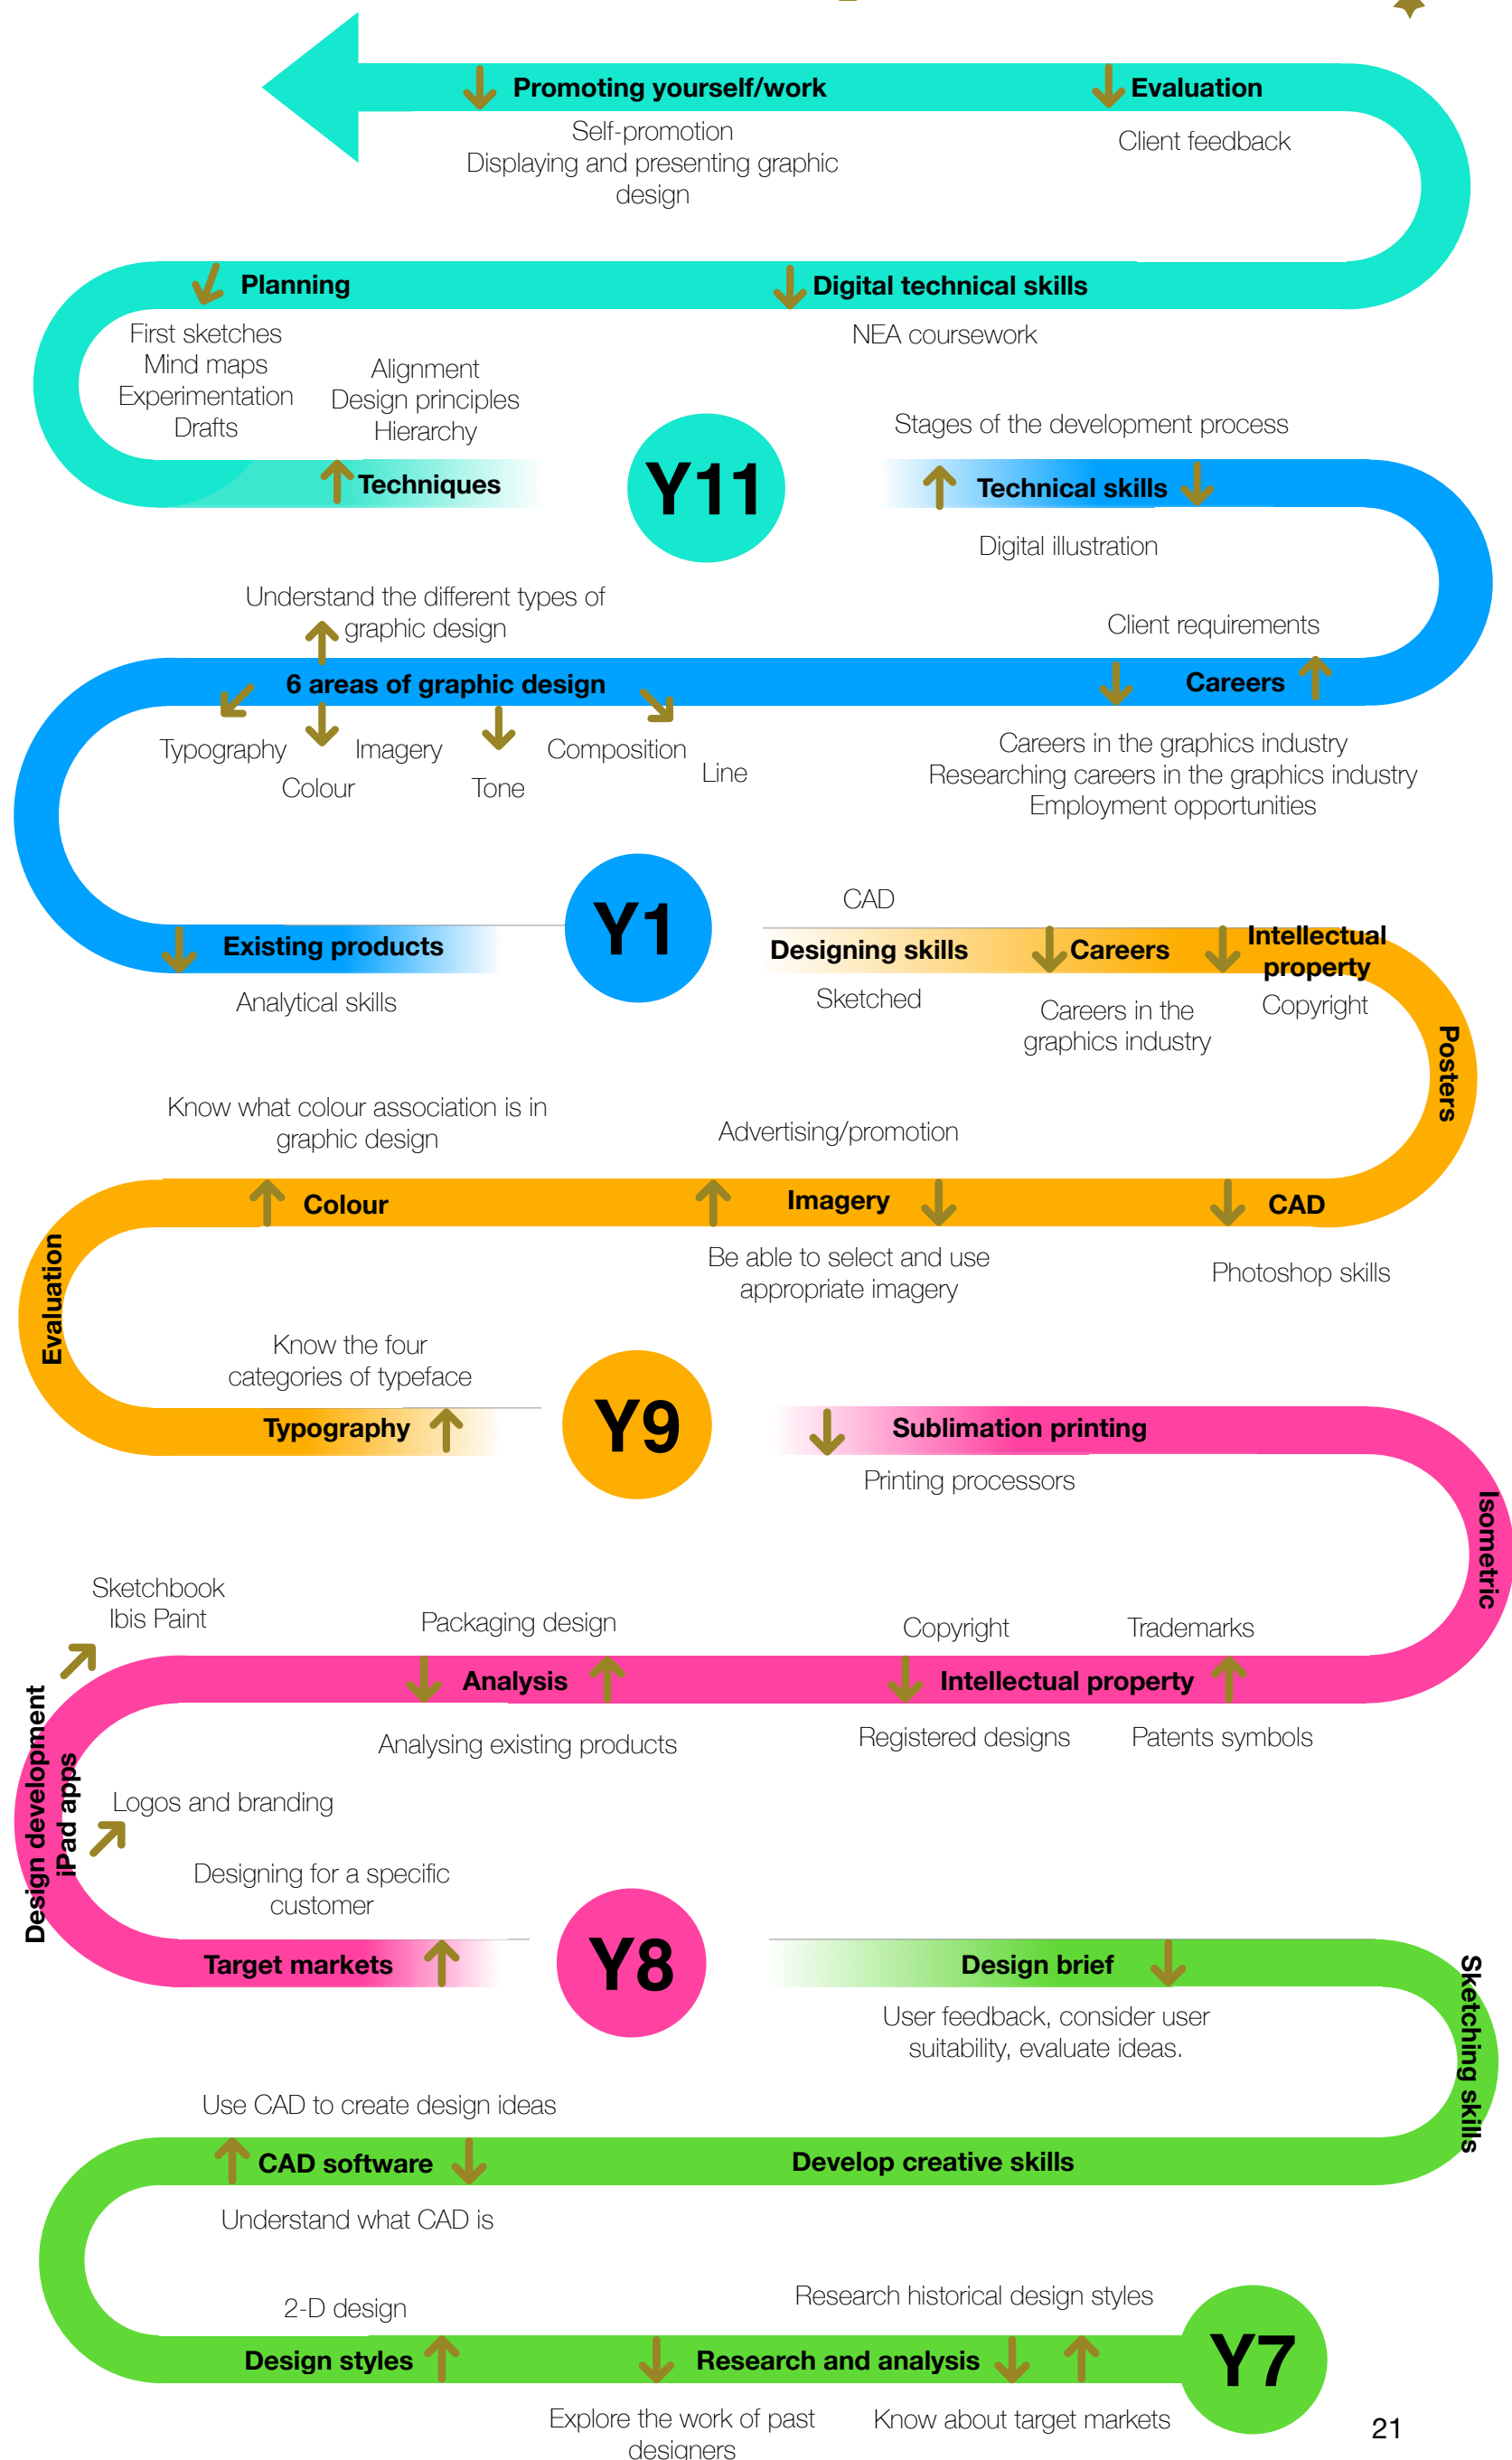 Promoting yourself/work
Evaluation
Self-promotion
Displaying and presenting graphic
design
Client feedback
Planning
Digital technical skills
First sketches
Mind maps
Experimentation
Drafts
Alignment
Design principles
Hierarchy
NEA coursework
Stages of the development process
Techniques
Y11
Technical skills
Digital illustration
Understand the different types of
graphic design
Client requirements
6 areas of graphic design
Careers
Typography
Colour
Imagery
Tone
Composition
Line
Careers in the graphics industry
Researching careers in the graphics industry
Employment opportunities
Existing products
Y1
CAD
Designing skills
Careers
Intellectual
property
Analytical skills
Sketched
Careers in the
graphics industry
Copyright
Posters
Know what colour association is in
graphic design
Advertising/promotion
Colour
Imagery
CAD
Be able to select and use
appropriate imagery
Photoshop skills
Evaluation
Know the four
categories of typeface
Typography
Y9
Sublimation printing
Printing processors
Isometric
Sketchbook
Ibis Paint
Packaging design
Copyright
Trademarks
Analysis
Intellectual property
Analysing existing products
Registered designs
Patents symbols
Design development
iPad apps
Logos and branding
Designing for a specific
customer
Target markets
Y8
Design brief
User feedback, consider user
suitability, evaluate ideas.
Sketching skills
Use CAD to create design ideas
CAD software
Develop creative skills
Understand what CAD is
2-D design
Research historical design styles
Design styles
Research and analysis
Y7
Explore the work of past
designers
Know about target markets
21